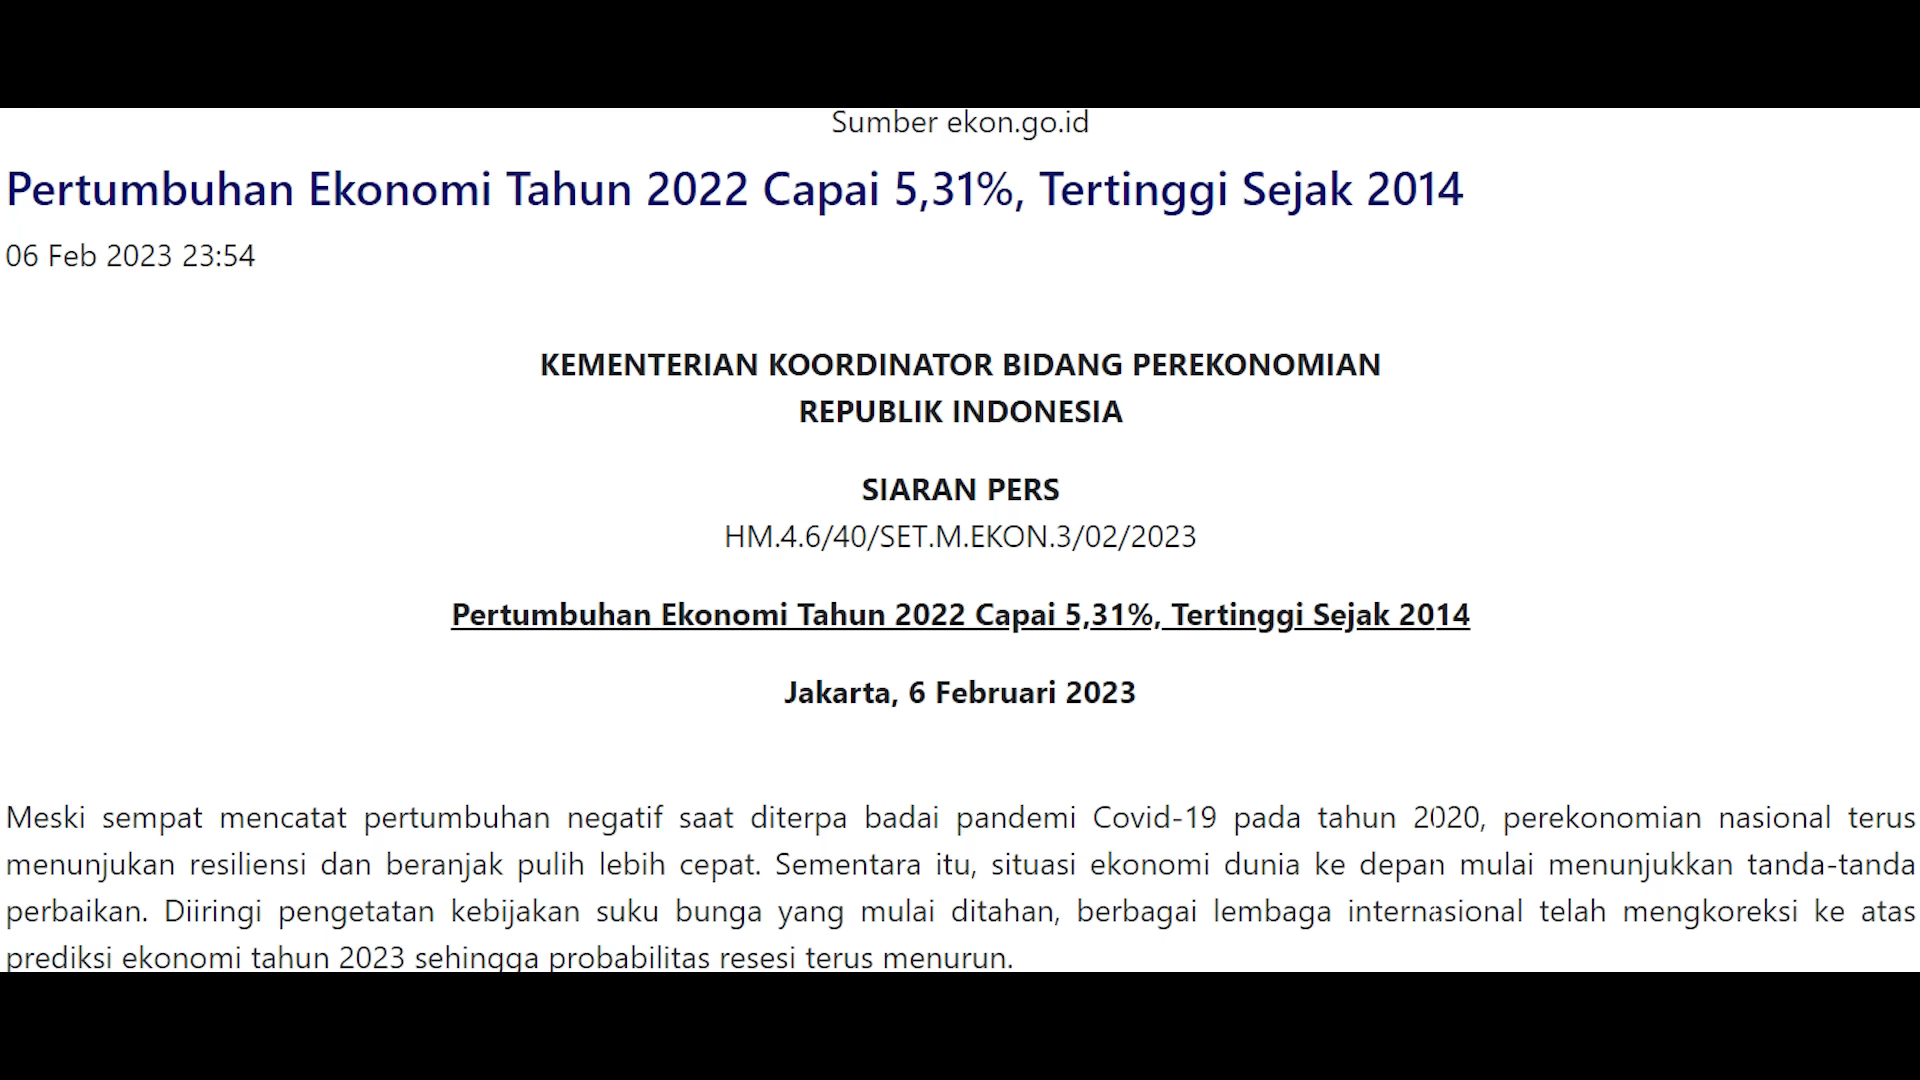 Sumber ekon.go.id
Pertumbuhan Ekonomi Tahun 2022 Capai 5,31%, Tertinggi Sejak 2014
06 Feb 2023 23:54
KEMENTERIAN KOORDINATOR BIDANG PEREKONOMIAN
REPUBLIK INDONESIA
SIARAN PERS
HM.4.6/40/SET.M.EKON.3/02/2023
Pertumbuhan Ekonomi Tahun 2022 Capai 5,31%, Tertinggi Sejak 2014
Jakarta, 6 Februari 2023
Meski sempat mencatat pertumbuhan negatif saat diterpa badai pandemi Covid-19 pada tahun 2020, perekonomian nasional terus
menunjukan resiliensi dan beranjak pulih lebih cepat. Sementara itu, situasi ekonomi dunia ke depan mulai menunjukkan tanda-tanda
perbaikan. Diiringi pengetatan kebijakan suku bunga yang mulai ditahan, berbagai lembaga internasional telah mengkoreksi ke atas
prediksi ekonomi tahun 2023 sehingga probabilitas resesi terus menurun.